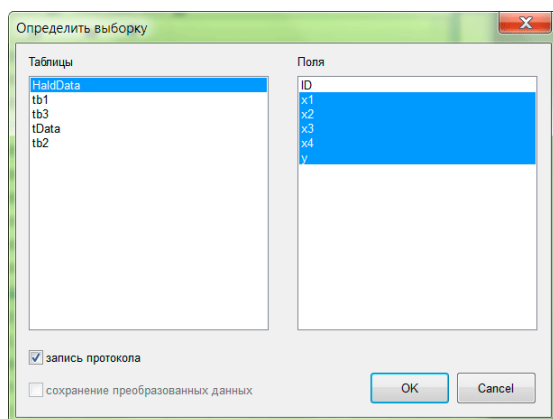 Определить выборку
Таблицы
HaldData
tb1
tb3
tData
tb2
Поля
ID
x1
x2
x3
x4
y
запись протокола
сохранение преобразованных данных
OK
Cancel